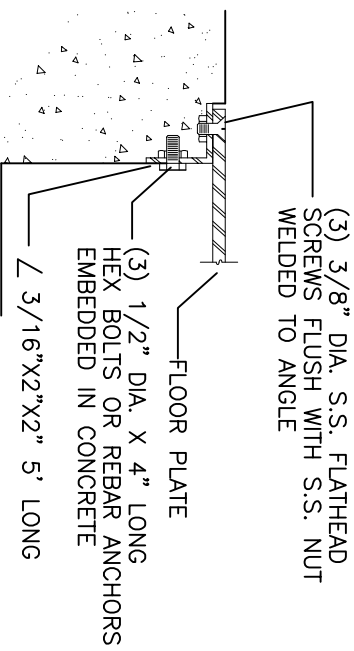 (3) 3/8" DIA. S.S. FLATHEAD
SCREWS FLUSH WITH S.S. NUT
WELDED TO ANGLE
FLOOR PLATE
(3) 1/2" DIA. X 4" LONG
HEX BOLTS OR REBAR ANCHORS
EMBEDDED IN CONCRETE
∠ 3/16"X2"X2" 5' LONG